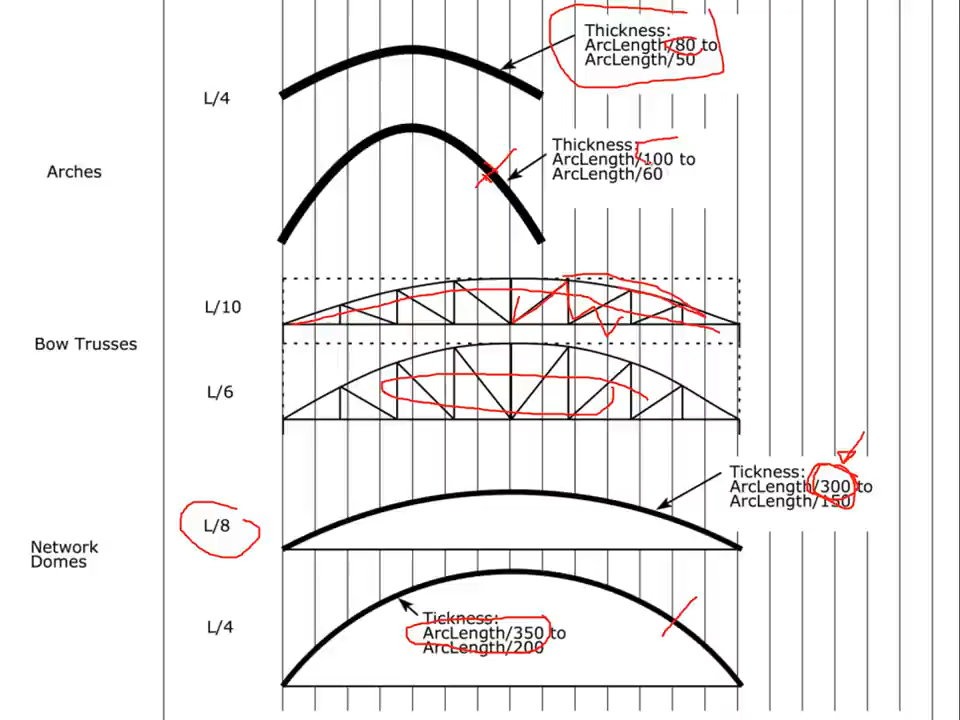 Thickness:
ArcLength/80 to
ArcLength/50
L/4
Thickness:
ArcLength/100 to
ArcLength/60
Arches
L/10
Bow Trusses
L/6
Tickness:
ArcLength/300 to
ArcLength/150
L/8
Network
Domes
L/4
Tickness:
ArcLength/350 to
ArcLength/200